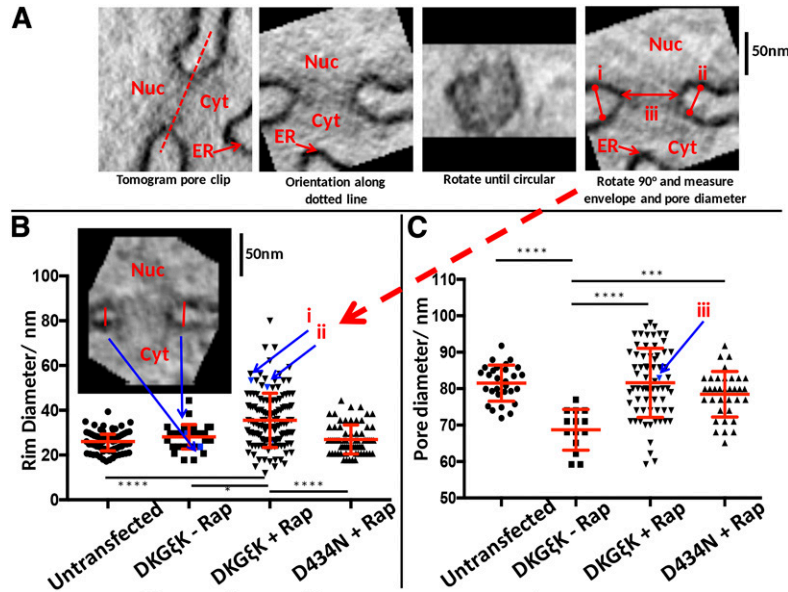 A
Nuc
Cyt
ER
Nuc
Cyt
ER
Nuc
i
ii
iii
ER
Cyt
50nm
Tomogram pore clip
Orientation along
dotted line
Rotate until circular
Rotate 90° and measure
envelope and pore diameter
B
Nuc
Cyt
50nm
i
ii
Rim Diameter/ nm
100
80
60
40
20
0
****
*
****
Untransfected
DKGξK - Rap
DKGξK + Rap
D434N + Rap
C
****
***
****
iii
Pore diameter/ nm
110
100
90
80
70
60
50
Untransfected
DKGξK - Rap
DKGξK + Rap
D434N + Rap